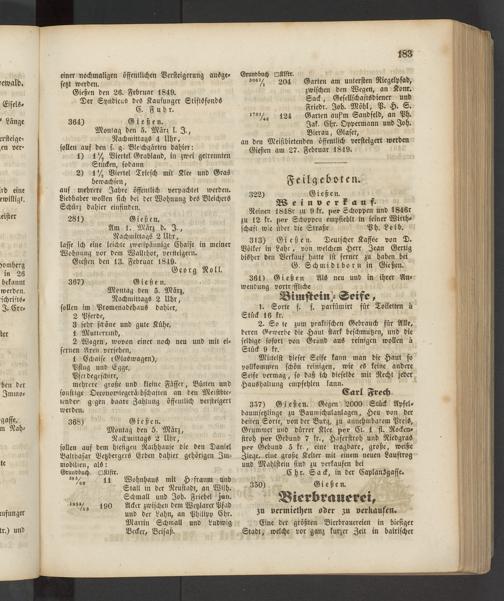 183
einer nochmaligen öffentlichen Versteigerung ausge-
setzt werden.
Gießen den 26. Februar 1849.
Der Syndicus des Kaufunger Stiftsfonds
C. Fuhr.
364) Gießen.
Montag den 5. März l. J.,
Nachmittags 4 Uhr,
sollen auf den s. g. Bleichgärten dahier:
1) 1½ Viertel Grabland, in zwei getrennten
Stücken, sodann
2) 1½ Viertel Triesch mit Klee und Gras
bewachsen,
auf mehrere Jahre öffentlich verpachtet werden.
Liebhaber wollen sich bei der Wohnung des Bleichers
Schürz dahier einfinden.
281) Gießen.
Am 1. März d. J.,
Nachmittags 2 Uhr,
lasse ich eine leichte zweispännige Chaise in meiner
Wohnung vor dem Wallthor, versteigern.
Gießen den 13. Februar 1849.
Georg Noll.
367) Gießen.
Montag den 5. März,
Nachmittags 2 Uhr,
sollen im Promenadehaus dahier,
2 Pferde,
3 sehr schöne und gute Kühe,
1 Mutterrind,
2 Wagen, wovon einer noch neu und mit ei-
sernen Axen versehen,
1 Chaise (Glaswagen),
Pflug und Egge,
Pferdegeschirr,
mehrere große und kleine Fässer, Bütten und
sonstige Oeconomiegeräthschaften an den Meistbie-
tenden gegen baare Zahlung öffentlich versteigert
werden.
368) Gießen.
Montag den 5. März,
Nachmittags 2 Uhr,
sollen auf dem hiesigen Rathhause die den Daniel
Balthasar Beybergers Erben dahier gehörigen Im-
mobilien, als:
Grundbuch □Klftr.
11 Wohnhaus mit Hofraum und
Stall in der Neustadt, an Wilh.
Schmall und Joh. Friebel jun.
190 Acker zwischen dem Wetzlarer Pfad
und der Lahn, an Philipp Chr.
Martin Schmall und Ludwig
Becker, Beisaß.
Grundbuch □Klftr.
204 Garten am untersten Riegelpfad,
zwischen den Wegen, an Konr.
Sack, Gesellschaftsdiener und
Friedr. Joh. Möhl, P. H. S.
124 Garten auf'm Sandfeld, an Ph.
Jak. Chr. Oppermann und Joh.
Bierau, Glaser,
an den Meistbietenden öffentlich versteigert werden
Gießen am 27. Februar 1849.
Feilgeboten.
322) Gießen.
Weinverkauf.
Reinen 1848r zu 9 kr. per Schoppen und 1846r
zu 12 kr. per Schoppen empfiehlt in seiner Wirth-
schaft wie über die Straße Ph. Leib.
313) Gießen. Deutscher Kaffee von D.
Völker in Lahr, von welchem Herr Jean Gertig
bisher den Verkauf hatte ist ferner zu haben bei
G. Schmidtborn in Gießen.
361) Gießen Als neu und in ihrer An-
wendung vortreffliche
Bimstein-Seife,
1. Sorte f. f. parfümirt für Toiletten à
Stück 16 kr.
2. Sorte zum praktischen Gebrauch für Alle,
deren Gewerbe die Haut stark beschmutzen, und die
selbige sofort von Grund aus reinigen wollen à
Stück 9 kr.
Mittelst dieser Seife kann man die Haut so
vollkommen schön reinigen, wie es keine andere
Seife vermag, so daß ich dieselbe mit Recht jeder
Haushaltung empfehlen kann.
Carl Frech.
337) Gießen. Gegen 2000 Stück Apfel-
baumsetzlinge zu Baumschulanlagen, Heu von der
besten Sorte, von der Burg, zu annehmbarem Preis,
Grummet und dürrer Klee per Ct. 1 fl. Rocken-
stroh per Gebund 7 kr., Haferstroh und Riedgras
per Gebund 5 kr., eine tragbare, große, weiße
Ziege, eine große Kelter mit einem neuen Lauftrog
und Mahlstein sind zu verkaufen bei
Chr. Sack, in der Caplansgasse.
350) Gießen.
Bierbrauerei,
zu vermiethen oder zu verkaufen.
Eine der größten Bierbrauereien in hiesiger
Stadt, welche vor ganz kurzer Zeit in bairischer